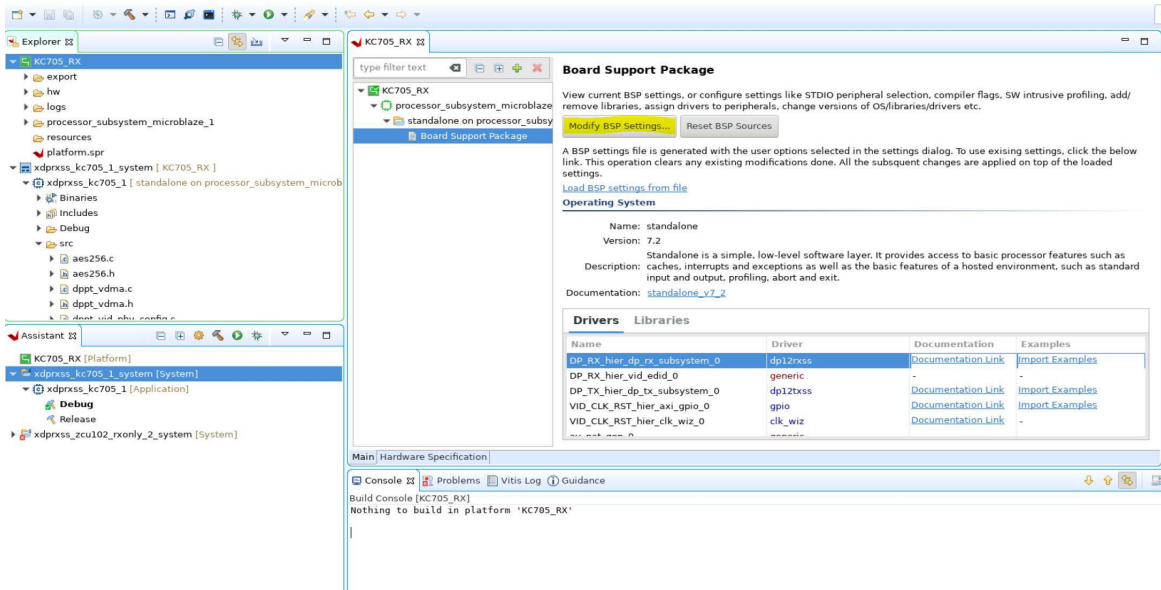 Explorer
KC705_RX
export
hw
logs
processor_subsystem_microblaze_1
resources
platform.spr
xdprxss_kc705_1_system [ KC705_RX ]
xdprxss_kc705_1 [ standalone on processor_subsystem_microb
Binaries
Includes
Debug
src
aes256.c
aes256.h
dppt_vdma.c
dppt_vdma.h
dppt_vid_phy_config.c
Assistant
KC705_RX [Platform]
xdprxss_kc705_1_system [System]
xdprxss_kc705_1 [Application]
Debug
Release
xdprxss_zcu102_rxonly_2_system [System]
KC705_RX
type filter text
KC705_RX
processor_subsystem_microblaze
standalone on processor_subsy
Board Support Package
Board Support Package
View current BSP settings, or configure settings like STDIO peripheral selection, compiler flags, SW intrusive profiling, add/
remove libraries, assign drivers to peripherals, change versions of OS/libraries/drivers etc.
Modify BSP Settings... Reset BSP Sources
A BSP settings file is generated with the user options selected in the settings dialog. To use exising settings, click the below
link. This operation clears any existing modifications done. All the subsquent changes are applied on top of the loaded
settings.
Load BSP settings from file
Operating System
Name: standalone
Version: 7.2
Standalone is a simple, low-level software layer. It provides access to basic processor features such as
Description: caches, interrupts and exceptions as well as the basic features of a hosted environment, such as standard
input and output, profiling, abort and exit.
Documentation: standalone_v7_2
Drivers Libraries
Name Driver Documentation Examples
DP_RX_hier_dp_rx_subsystem_0 dp12rxss Documentation Link Import Examples
DP_RX_hier_vid_edid_0 generic - -
DP_TX_hier_dp_tx_subsystem_0 dp12txss Documentation Link Import Examples
VID_CLK_RST_hier_axi_gpio_0 gpio Documentation Link Import Examples
VID_CLK_RST_hier_clk_wiz_0 clk_wiz Documentation Link -
av_pat_gen_0 generic
Main Hardware Specification
Console Problems Vitis Log Guidance
Build Console [KC705_RX]
Nothing to build in platform 'KC705_RX'